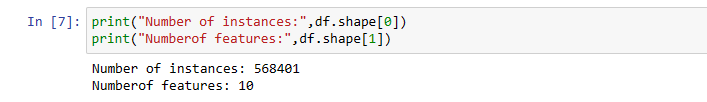 In [7]: print("Number of instances:",df.shape[0])
print("Numberof features:",df.shape[1])
Number of instances: 568401
Numberof features: 10